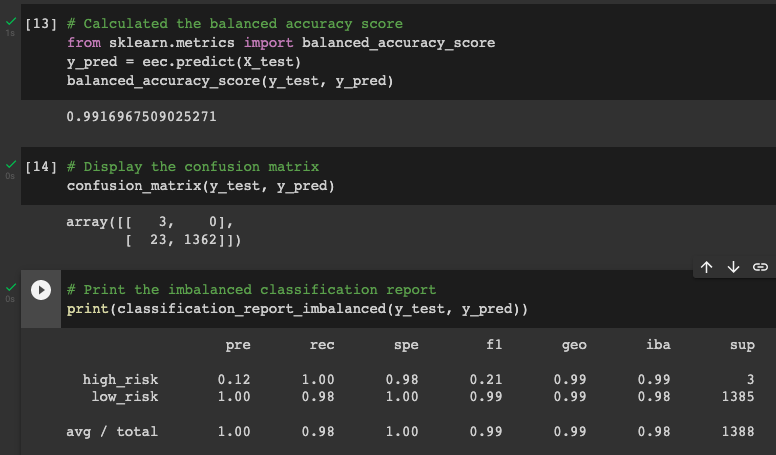 [13] # Calculated the balanced accuracy score
from sklearn.metrics import balanced_accuracy_score
y_pred = eec.predict(X_test)
balanced_accuracy_score(y_test, y_pred)
1s
0.9916967509025271
[14] # Display the confusion matrix
confusion_matrix(y_test, y_pred)
0s
array([[   3,    0],
       [  23, 1362]])
# Print the imbalanced classification report
print(classification_report_imbalanced(y_test, y_pred))
0s
pre rec spe f1 geo iba sup
high_risk 0.12 1.00 0.98 0.21 0.99 0.99 3
low_risk 1.00 0.98 1.00 0.99 0.99 0.98 1385
avg / total 1.00 0.98 1.00 0.99 0.99 0.98 1388